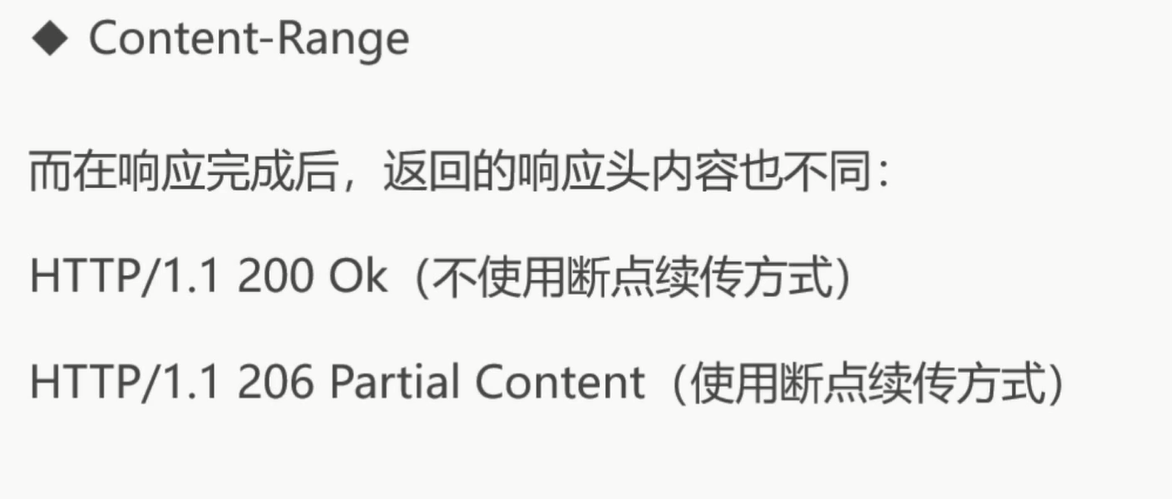 ◆ Content-Range
而在响应完成后，返回的响应头内容也不同：
HTTP/1.1 200 Ok（不使用断点续传方式）
HTTP/1.1 206 Partial Content（使用断点续传方式）